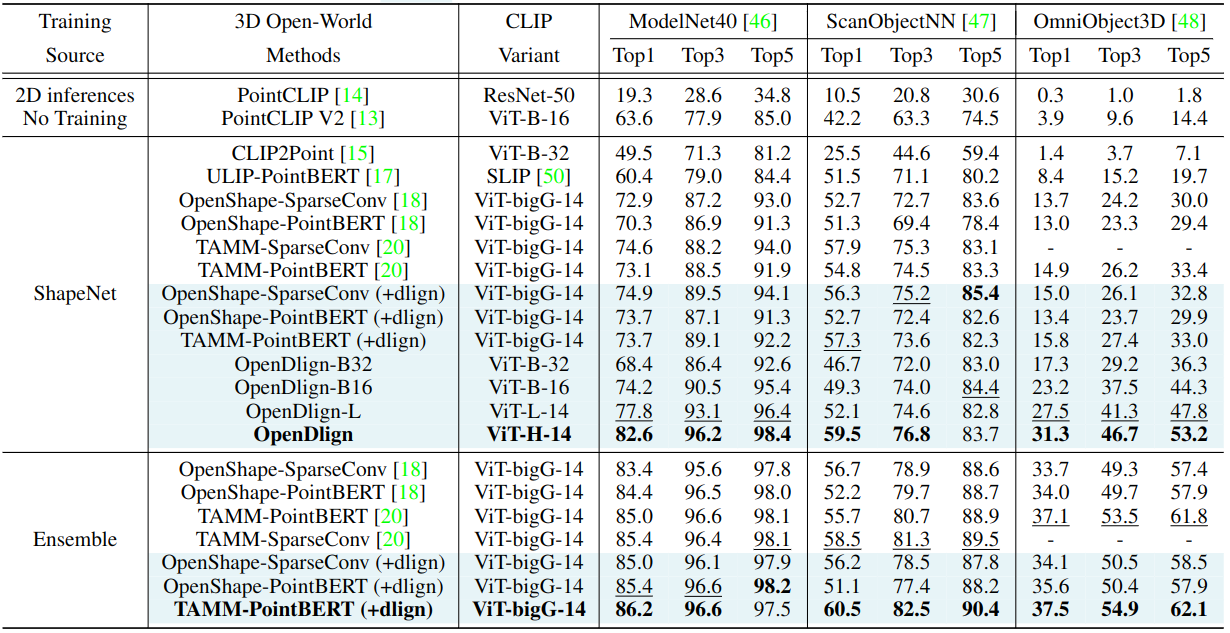 Training 3D Open-World CLIP ModelNet40 [46] ScanObjectNN [47] OmniObject3D [48]
Source Methods Variant Top1 Top3 Top5 Top1 Top3 Top5 Top1 Top3 Top5
2D inferences PointCLIP [14] ResNet-50 19.3 28.6 34.8 10.5 20.8 30.6 0.3 1.0 1.8
No Training PointCLIP V2 [13] ViT-B-16 63.6 77.9 85.0 42.2 63.3 74.5 3.9 9.6 14.4
CLIP2Point [15] ViT-B-32 49.5 71.3 81.2 25.5 44.6 59.4 1.4 3.7 7.1
ULIP-PointBERT [17] SLIP [50] 60.4 79.0 84.4 51.5 71.1 80.2 8.4 15.2 19.7
OpenShape-SparseConv [18] ViT-bigG-14 72.9 87.2 93.0 52.7 72.7 83.6 13.7 24.2 30.0
OpenShape-PointBERT [18] ViT-bigG-14 70.3 86.9 91.3 51.3 69.4 78.4 13.0 23.3 29.4
TAMM-SparseConv [20] ViT-bigG-14 74.6 88.2 94.0 57.9 75.3 83.1 - - -
TAMM-PointBERT [20] ViT-bigG-14 73.1 88.5 91.9 54.8 74.5 83.3 14.9 26.2 33.4
ShapeNet OpenShape-SparseConv (+dlign) ViT-bigG-14 74.9 89.5 94.1 56.3 75.2 85.4 15.0 26.1 32.8
OpenShape-PointBERT (+dlign) ViT-bigG-14 73.7 87.1 91.3 52.7 72.4 82.6 13.4 23.7 29.9
TAMM-PointBERT (+dlign) ViT-bigG-14 73.7 89.1 92.2 57.3 73.6 82.3 15.8 27.4 33.0
OpenDlign-B32 ViT-B-32 68.4 86.4 92.6 46.7 72.0 83.0 17.3 29.2 36.3
OpenDlign-B16 ViT-B-16 74.2 90.5 95.4 49.3 74.0 84.4 23.2 37.5 44.3
OpenDlign-L ViT-L-14 77.8 93.1 96.4 52.1 74.6 82.8 27.5 41.3 47.8
OpenDlign ViT-H-14 82.6 96.2 98.4 59.5 76.8 83.7 31.3 46.7 53.2
OpenShape-SparseConv [18] ViT-bigG-14 83.4 95.6 97.8 56.7 78.9 88.6 33.7 49.3 57.4
OpenShape-PointBERT [18] ViT-bigG-14 84.4 96.5 98.0 52.2 79.7 88.7 34.0 49.7 57.9
TAMM-PointBERT [20] ViT-bigG-14 85.0 96.6 98.1 55.7 80.7 88.9 37.1 53.5 61.8
Ensemble TAMM-SparseConv [20] ViT-bigG-14 85.4 96.4 98.1 58.5 81.3 89.5 - - -
OpenShape-SparseConv (+dlign) ViT-bigG-14 85.0 96.1 97.9 56.2 78.5 87.8 34.1 50.5 58.5
OpenShape-PointBERT (+dlign) ViT-bigG-14 85.4 96.6 98.2 51.1 77.4 88.2 35.6 50.4 57.9
TAMM-PointBERT (+dlign) ViT-bigG-14 86.2 96.6 97.5 60.5 82.5 90.4 37.5 54.9 62.1